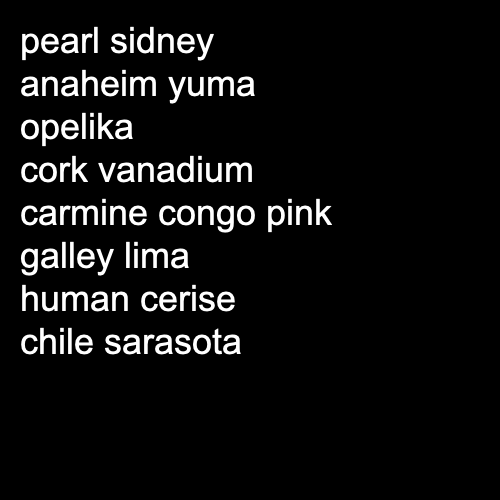 pearl sidney
anaheim yuma
opelika
cork vanadium
carmine congo pink
galley lima
human cerise
chile sarasota